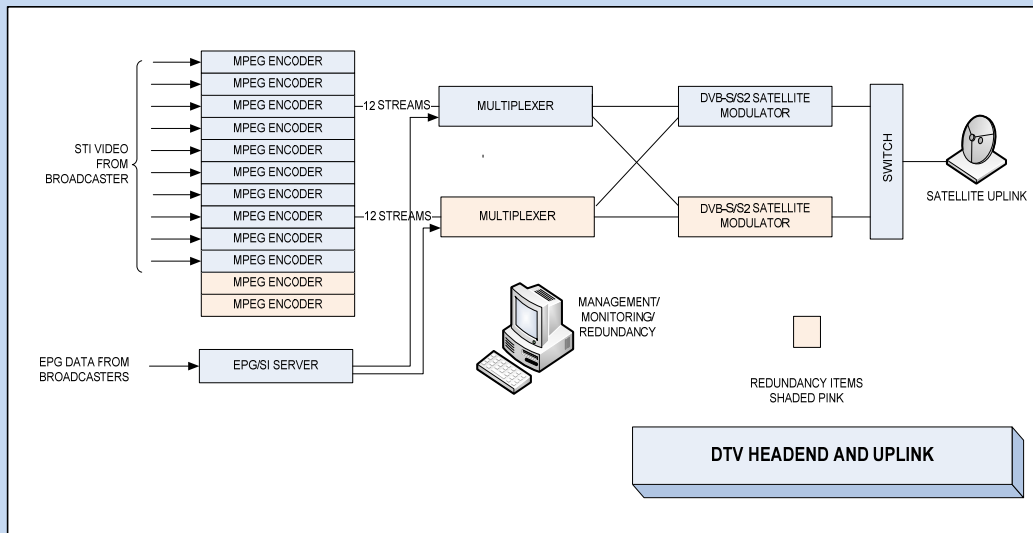 MPEG ENCODER
MPEG ENCODER
MPEG ENCODER
MPEG ENCODER
MPEG ENCODER
MPEG ENCODER
MPEG ENCODER
MPEG ENCODER
MPEG ENCODER
MPEG ENCODER
MPEG ENCODER
MPEG ENCODER
STI VIDEO
FROM
BROADCASTER
12 STREAMS
12 STREAMS
MULTIPLEXER
MULTIPLEXER
DVB-S/S2 SATELLITE
MODULATOR
DVB-S/S2 SATELLITE
MODULATOR
SWITCH
SATELLITE UPLINK
EPG DATA FROM
BROADCASTERS
EPG/SI SERVER
MANAGEMENT/
MONITORING/
REDUNDANCY
REDUNDANCY ITEMS
SHADED PINK
DTV HEADEND AND UPLINK